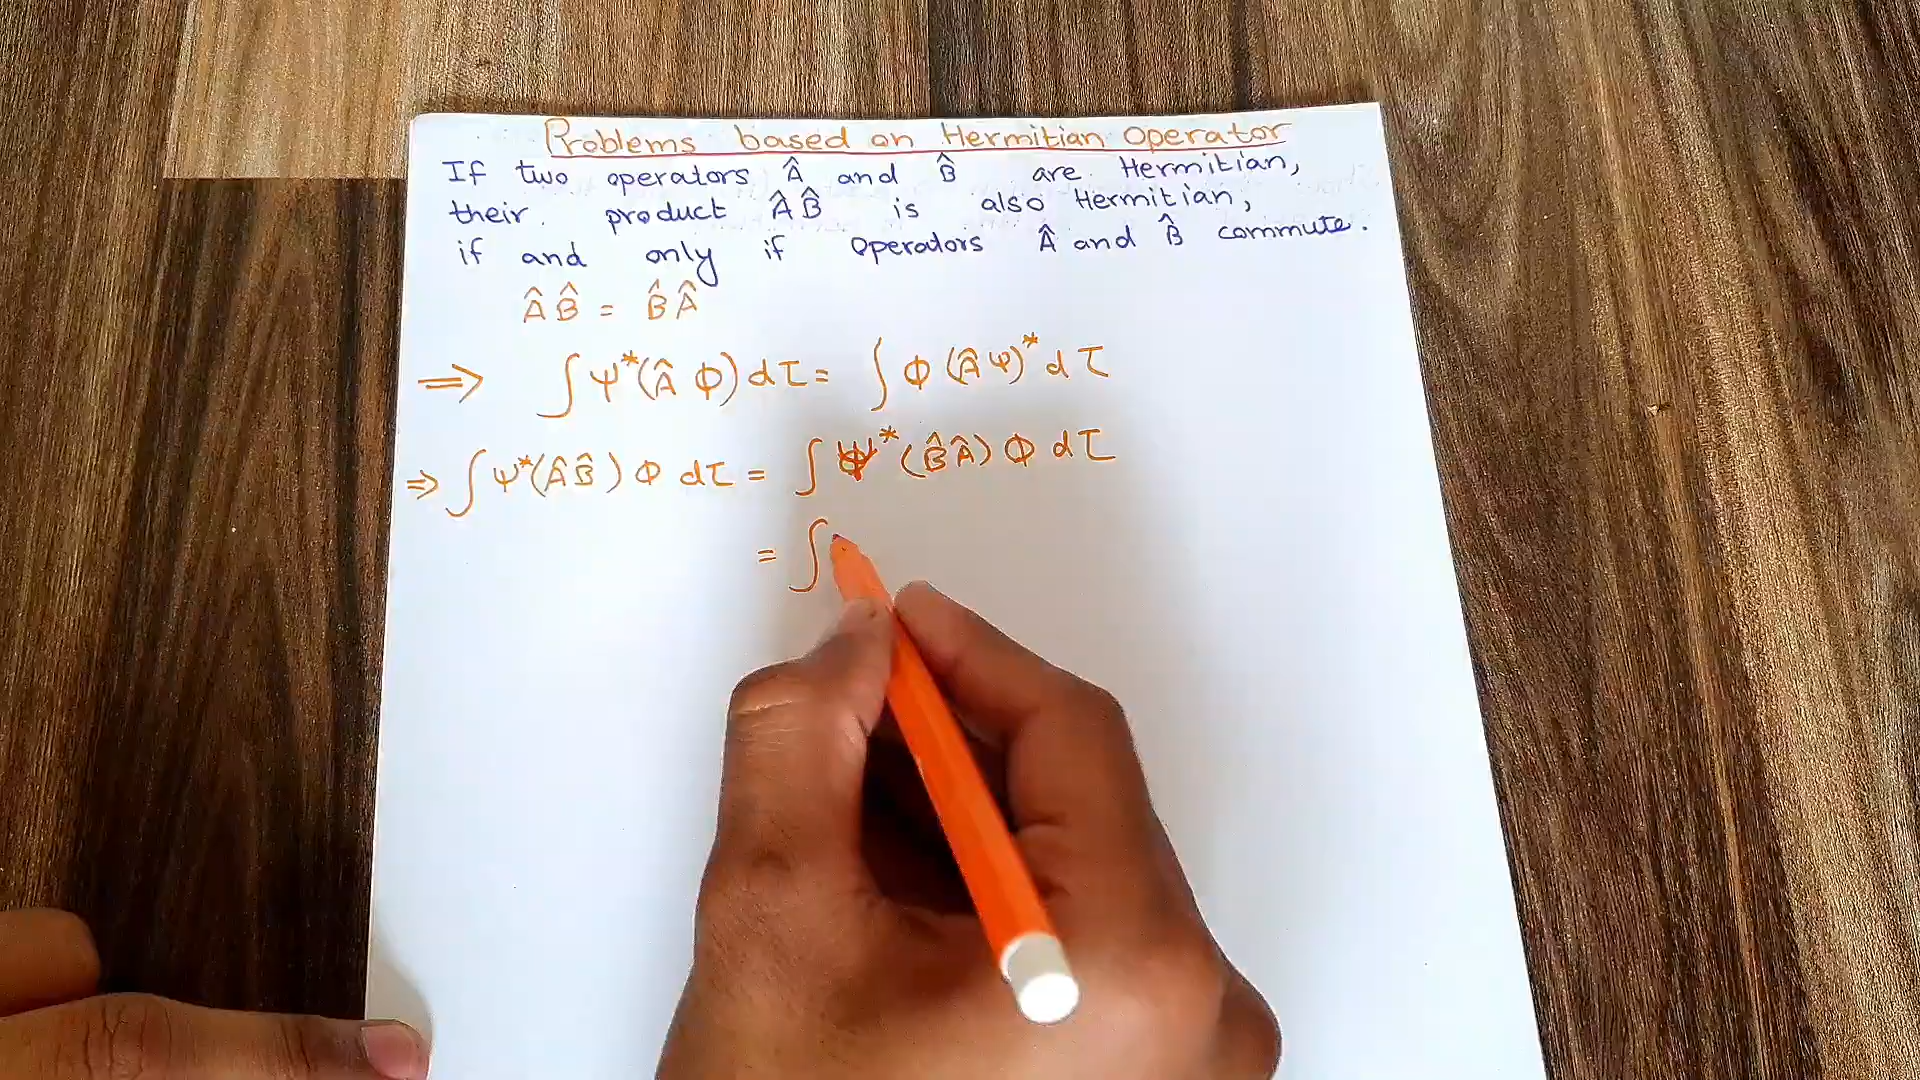 Problems based on Hermitian Operator
If two operators Â and B̂ are Hermitian,
their product ÂB̂ is also Hermitian,
if and only if Operators Â and B̂ commute.
ÂB̂ = B̂Â
⟹ ∫ψ*(Âϕ)dτ = ∫ϕ(Âψ)*dτ
⇒ ∫ψ*(ÂB̂)ϕ dτ = ∫ψ*(B̂Â)ϕ dτ
= ∫